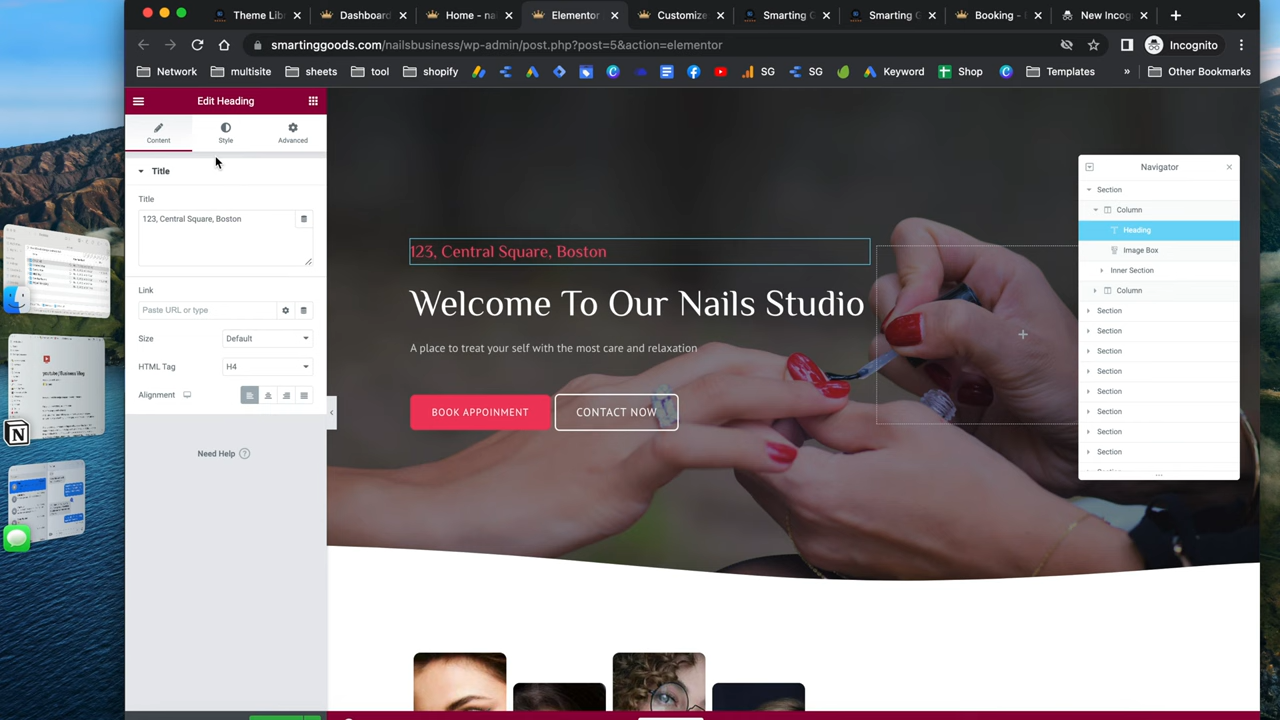 Theme Libr
Dashboard
Home - nai
Elementor
Customize
Smarting G
Smarting
Booking -
New Incog
smartinggoods.com/nailsbusiness/wp-admin/post.php?post=5&action=elementor
Incognito
Network
multisite
sheets
tool
shopify
SG
SG
Keyword
Shop
Templates
»
Other Bookmarks
Edit Heading
Content
Style
Advanced
Title
Title
123, Central Square, Boston
Link
Paste URL or type
Size
Default
HTML Tag
H4
Alignment
Need Help
123, Central Square, Boston
Welcome To Our Nails Studio
A place to treat your self with the most care and relaxation
BOOK APPOINMENT
CONTACT NOW
Navigator
Section
Column
Heading
Image Box
Inner Section
Column
Section
Section
Section
Section
Section
Section
Section
Section